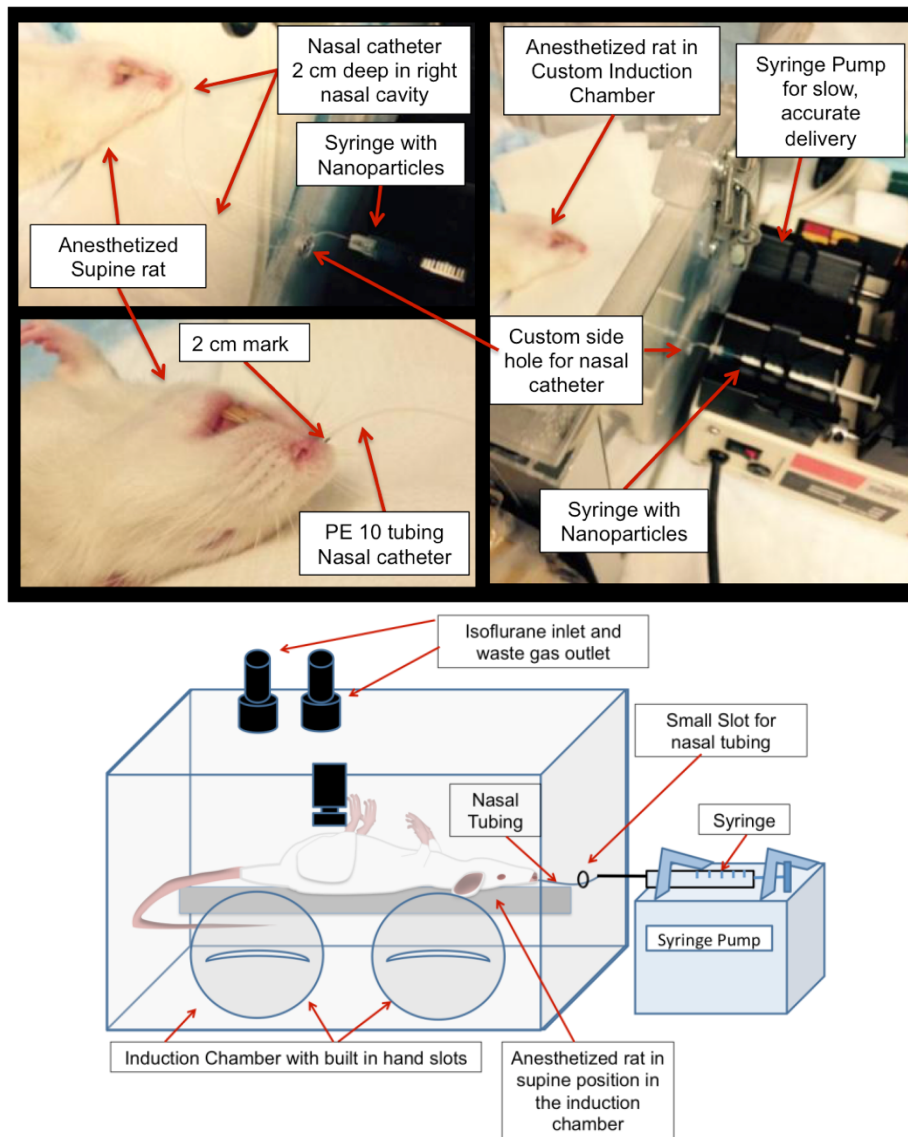 Nasal catheter
2 cm deep in right
nasal cavity
Anesthetized rat in
Custom Induction
Chamber
Syringe Pump
for slow,
accurate
delivery
Syringe with
Nanoparticles
Anesthetized
Supine rat
2 cm mark
Custom side
hole for nasal
catheter
PE 10 tubing
Nasal catheter
Syringe with
Nanoparticles
Isoflurane inlet and
waste gas outlet
Small Slot for
nasal tubing
Nasal
Tubing
Syringe
Syringe Pump
Induction Chamber with built in hand slots
Anesthetized rat in
supine position in
the induction
chamber